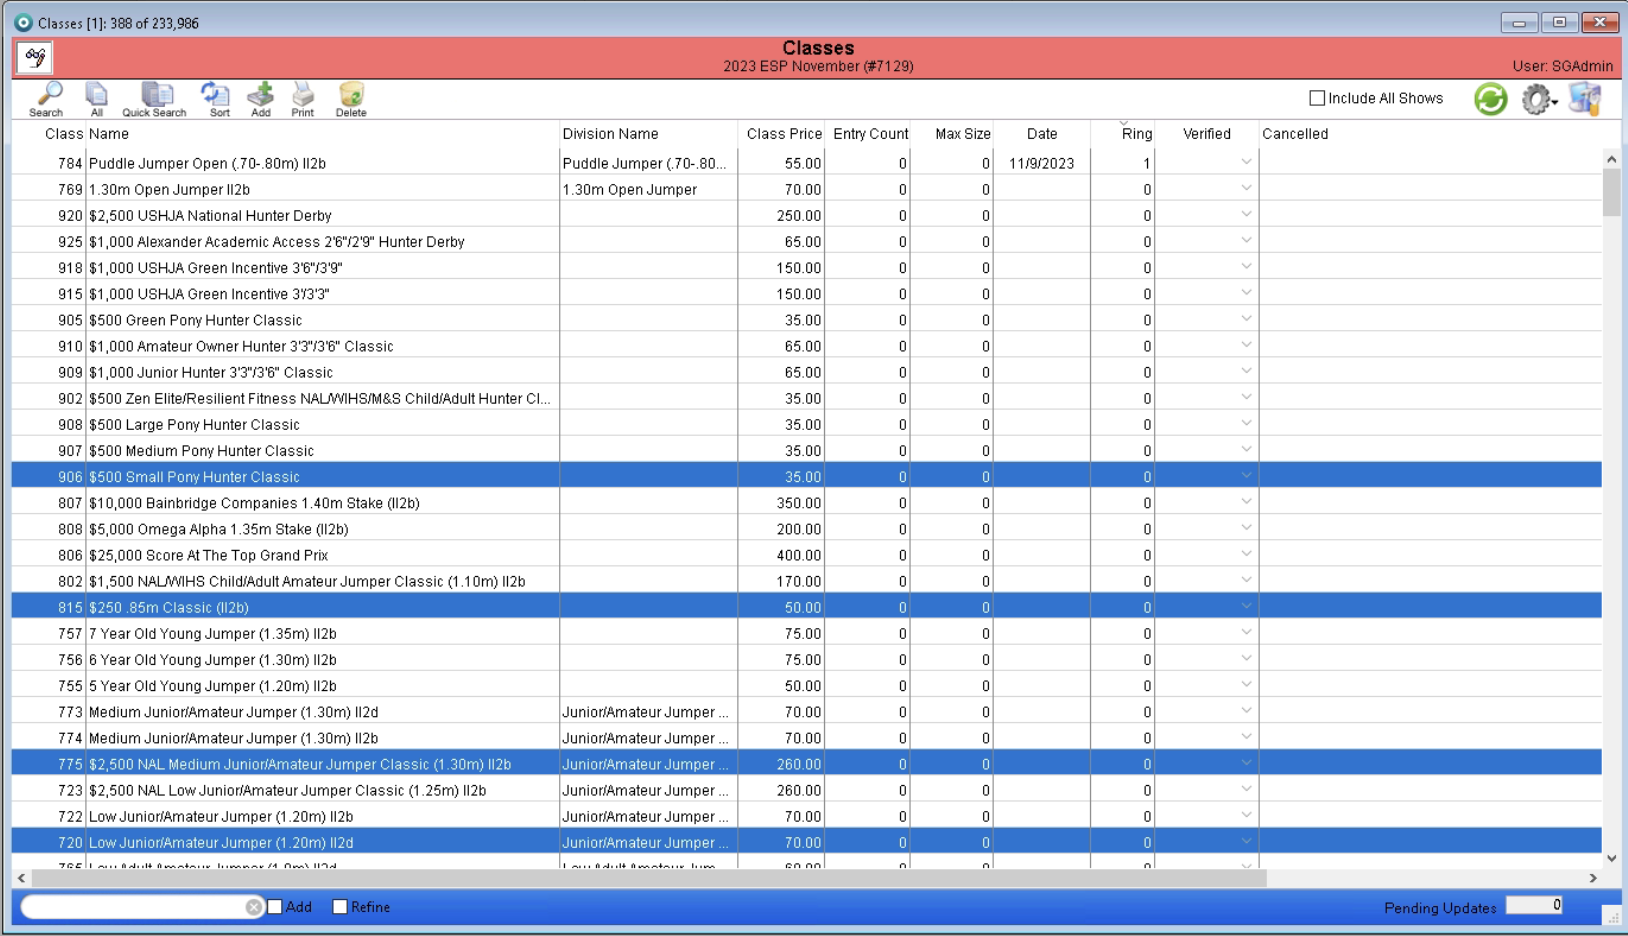 Classes [1]: 388 of 233,986
Classes
2023 ESP November (#7129)
User: SGAdmin
Search All Quick Search Sort Add Print Delete Include All Shows
Class Name Division Name Class Price Entry Count Max Size Date Ring Verified Cancelled
784 Puddle Jumper Open (.70-.80m) II2b Puddle Jumper (.70-.80... 55.00 0 0 11/9/2023 1
769 1.30m Open Jumper II2b 1.30m Open Jumper 70.00 0 0 0
920 $2,500 USHJA National Hunter Derby 250.00 0 0 0
925 $1,000 Alexander Academic Access 2'6"/2'9" Hunter Derby 65.00 0 0 0
918 $1,000 USHJA Green Incentive 3'6"/3'9" 150.00 0 0 0
915 $1,000 USHJA Green Incentive 3'/3'3" 150.00 0 0 0
905 $500 Green Pony Hunter Classic 35.00 0 0 0
910 $1,000 Amateur Owner Hunter 3'3"/3'6" Classic 65.00 0 0 0
909 $1,000 Junior Hunter 3'3"/3'6" Classic 65.00 0 0 0
902 $500 Zen Elite/Resilient Fitness NAL/WIHS/M&S Child/Adult Hunter Cl... 35.00 0 0 0
908 $500 Large Pony Hunter Classic 35.00 0 0 0
907 $500 Medium Pony Hunter Classic 35.00 0 0 0
906 $500 Small Pony Hunter Classic 35.00 0 0 0
807 $10,000 Bainbridge Companies 1.40m Stake (II2b) 350.00 0 0 0
808 $5,000 Omega Alpha 1.35m Stake (II2b) 200.00 0 0 0
806 $25,000 Score At The Top Grand Prix 400.00 0 0 0
802 $1,500 NAL/WIHS Child/Adult Amateur Jumper Classic (1.10m) II2b 170.00 0 0 0
815 $250 .85m Classic (II2b) 50.00 0 0 0
757 7 Year Old Young Jumper (1.35m) II2b 75.00 0 0 0
756 6 Year Old Young Jumper (1.30m) II2b 75.00 0 0 0
755 5 Year Old Young Jumper (1.20m) II2b 50.00 0 0 0
773 Medium Junior/Amateur Jumper (1.30m) II2d Junior/Amateur Jumper ... 70.00 0 0 0
774 Medium Junior/Amateur Jumper (1.30m) II2b Junior/Amateur Jumper ... 70.00 0 0 0
775 $2,500 NAL Medium Junior/Amateur Jumper Classic (1.30m) II2b Junior/Amateur Jumper ... 260.00 0 0 0
723 $2,500 NAL Low Junior/Amateur Jumper Classic (1.25m) II2b Junior/Amateur Jumper ... 260.00 0 0 0
722 Low Junior/Amateur Jumper (1.20m) II2b Junior/Amateur Jumper ... 70.00 0 0 0
720 Low Junior/Amateur Jumper (1.20m) II2d Junior/Amateur Jumper ... 70.00 0 0 0
Add Refine Pending Updates 0